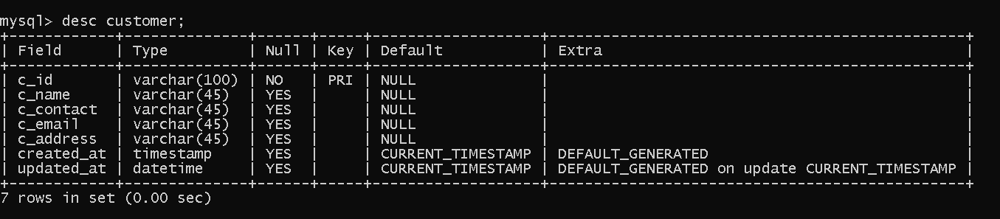 mysql> desc customer;
+------------+--------------+------+-----+-------------------+-----------------------------------------------+
| Field      | Type         | Null | Key | Default           | Extra                                         |
+------------+--------------+------+-----+-------------------+-----------------------------------------------+
| c_id       | varchar(100) | NO   | PRI | NULL              |                                               |
| c_name     | varchar(45)  | YES  |     | NULL              |                                               |
| c_contact  | varchar(45)  | YES  |     | NULL              |                                               |
| c_email    | varchar(45)  | YES  |     | NULL              |                                               |
| c_address  | varchar(45)  | YES  |     | NULL              |                                               |
| created_at | timestamp    | YES  |     | CURRENT_TIMESTAMP | DEFAULT_GENERATED                             |
| updated_at | datetime     | YES  |     | CURRENT_TIMESTAMP | DEFAULT_GENERATED on update CURRENT_TIMESTAMP |
+------------+--------------+------+-----+-------------------+-----------------------------------------------+
7 rows in set (0.00 sec)